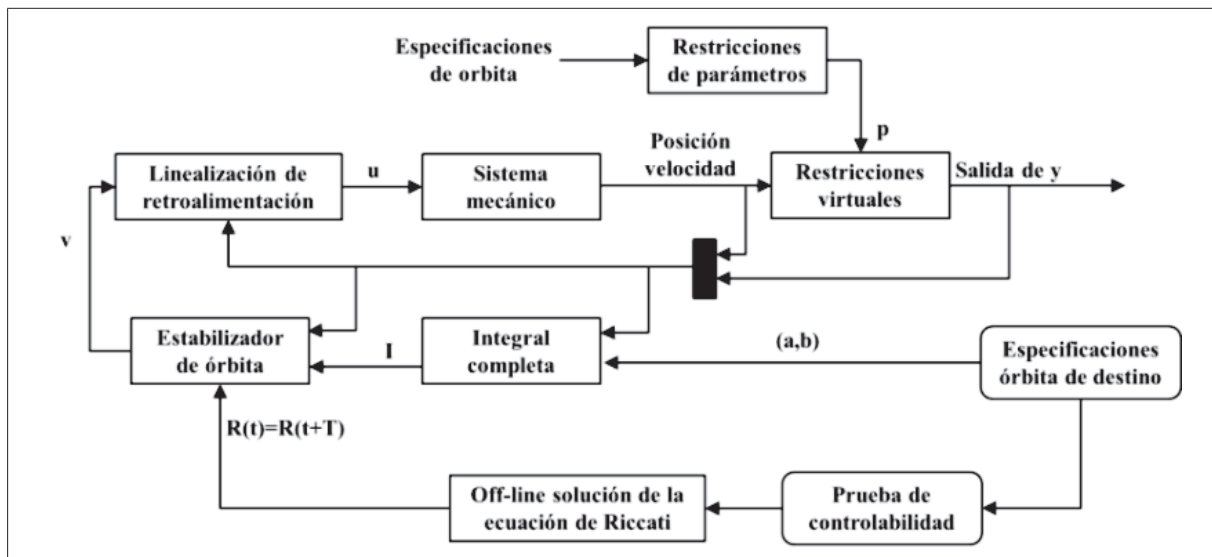 Especificaciones
de orbita
Restricciones
de parámetros
p
Posición
velocidad
Linealización de
retroalimentación
u
Sistema
mecánico
Restricciones
virtuales
Salida de y
v
Estabilizador
de órbita
I
Integral
completa
(a,b)
Especificaciones
órbita de destino
R(t)=R(t+T)
Off-line solución de la
ecuación de Riccati
Prueba de
controlabilidad